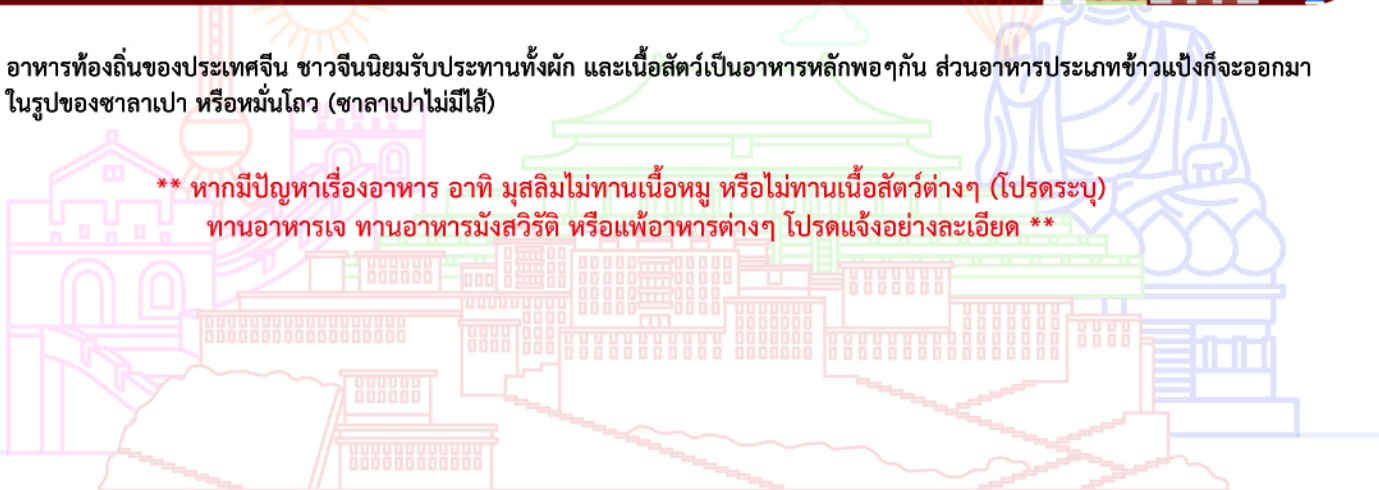 อาหารท้องถิ่นของประเทศจีน ชาวจีนนิยมรับประทานทั้งผัก และเนื้อสัตว์เป็นอาหารหลักพอๆกัน ส่วนอาหารประเภทข้าวแป้งก็จะออกมา
ในรูปของซาลาเปา หรือหมั่นโถว (ซาลาเปาไม่มีไส้)
** หากมีปัญหาเรื่องอาหาร อาทิ มุสลิมไม่ทานเนื้อหมู หรือไม่ทานเนื้อสัตว์ต่างๆ (โปรดระบุ)
ทานอาหารเจ ทานอาหารมังสวิรัติ หรือแพ้อาหารต่างๆ โปรดแจ้งอย่างละเอียด **